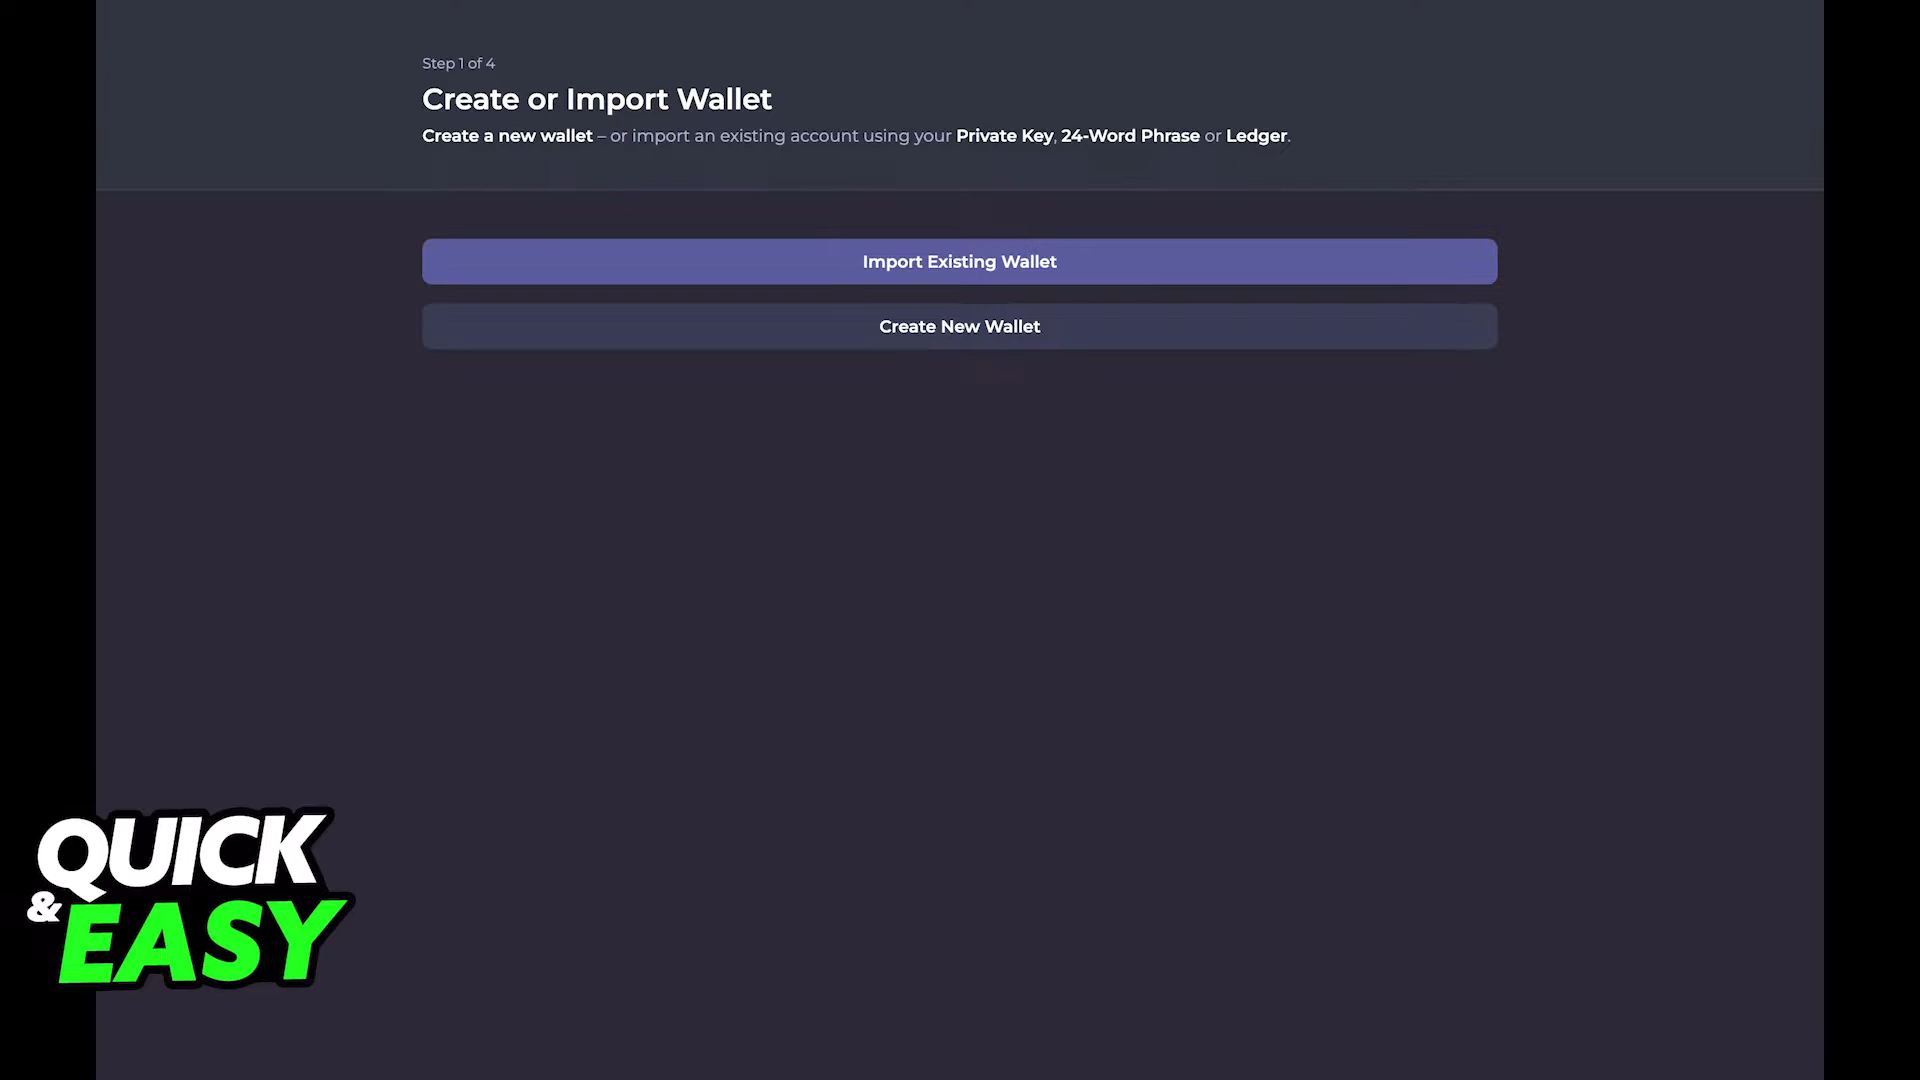 Step 1 of 4
Create or Import Wallet
Create a new wallet – or import an existing account using your Private Key, 24-Word Phrase or Ledger.
Import Existing Wallet
Create New Wallet
QUICK
& EASY